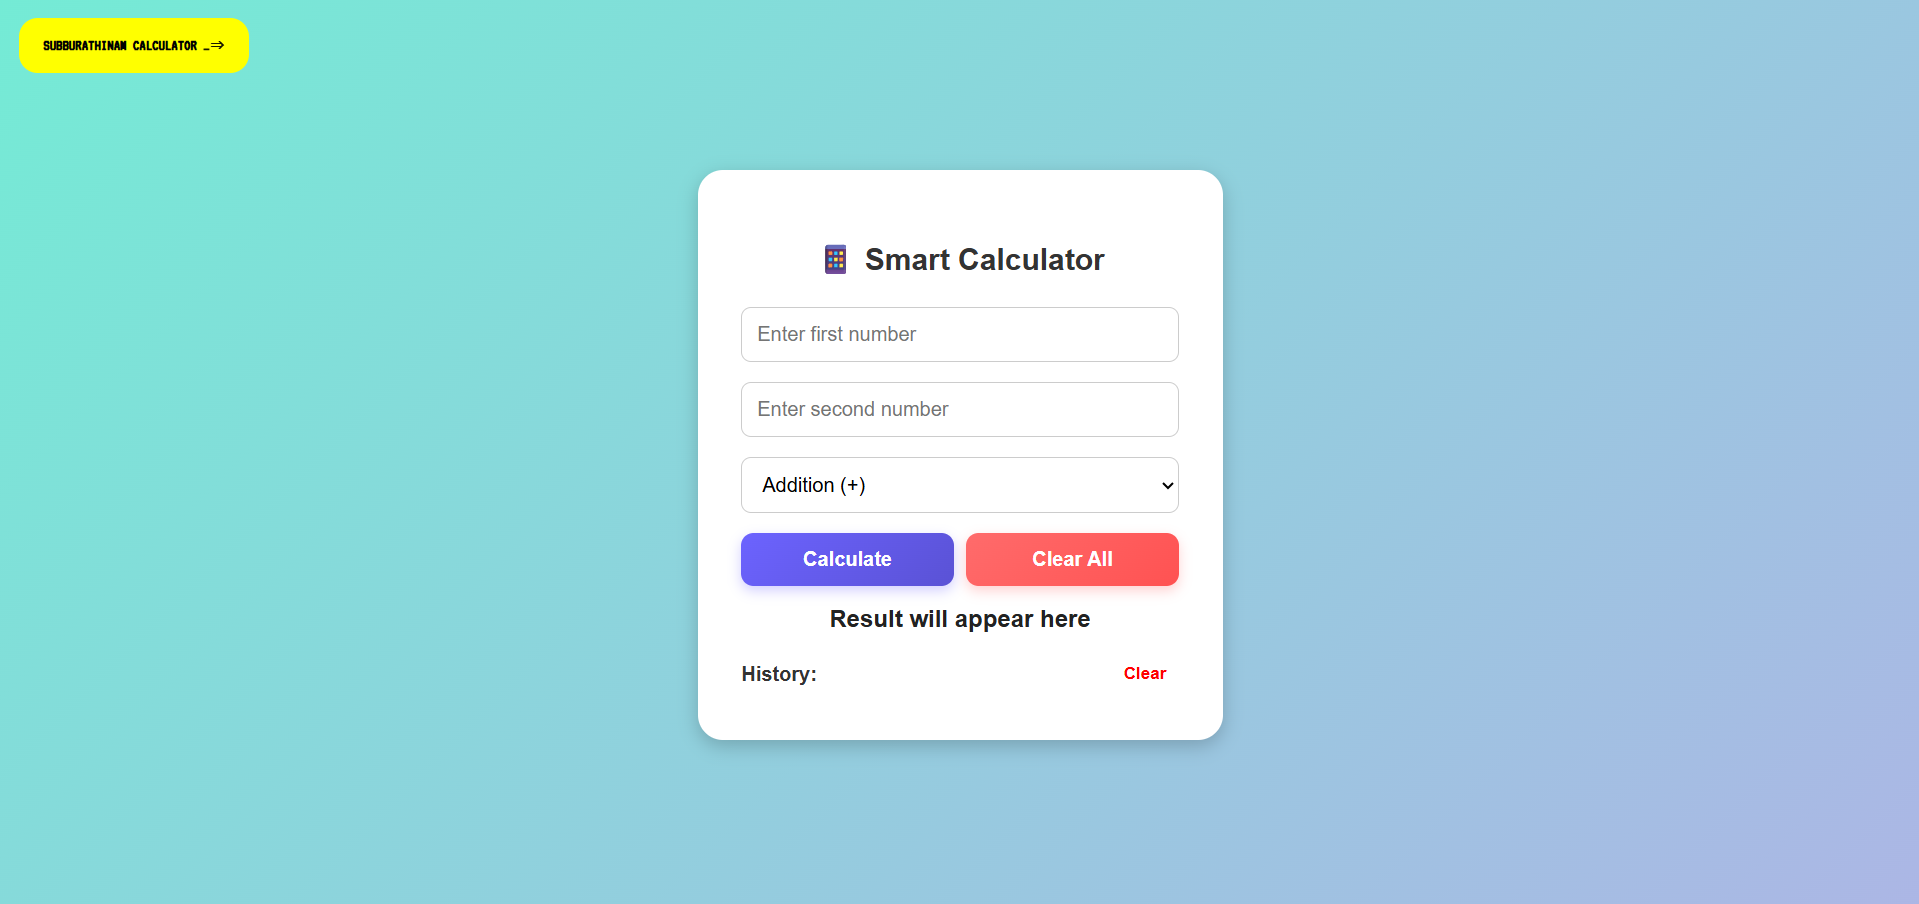 SUBBURATHINAM CALCULATOR _=>
Smart Calculator
Enter first number
Enter second number
Addition (+)
Calculate Clear All
Result will appear here
History: Clear